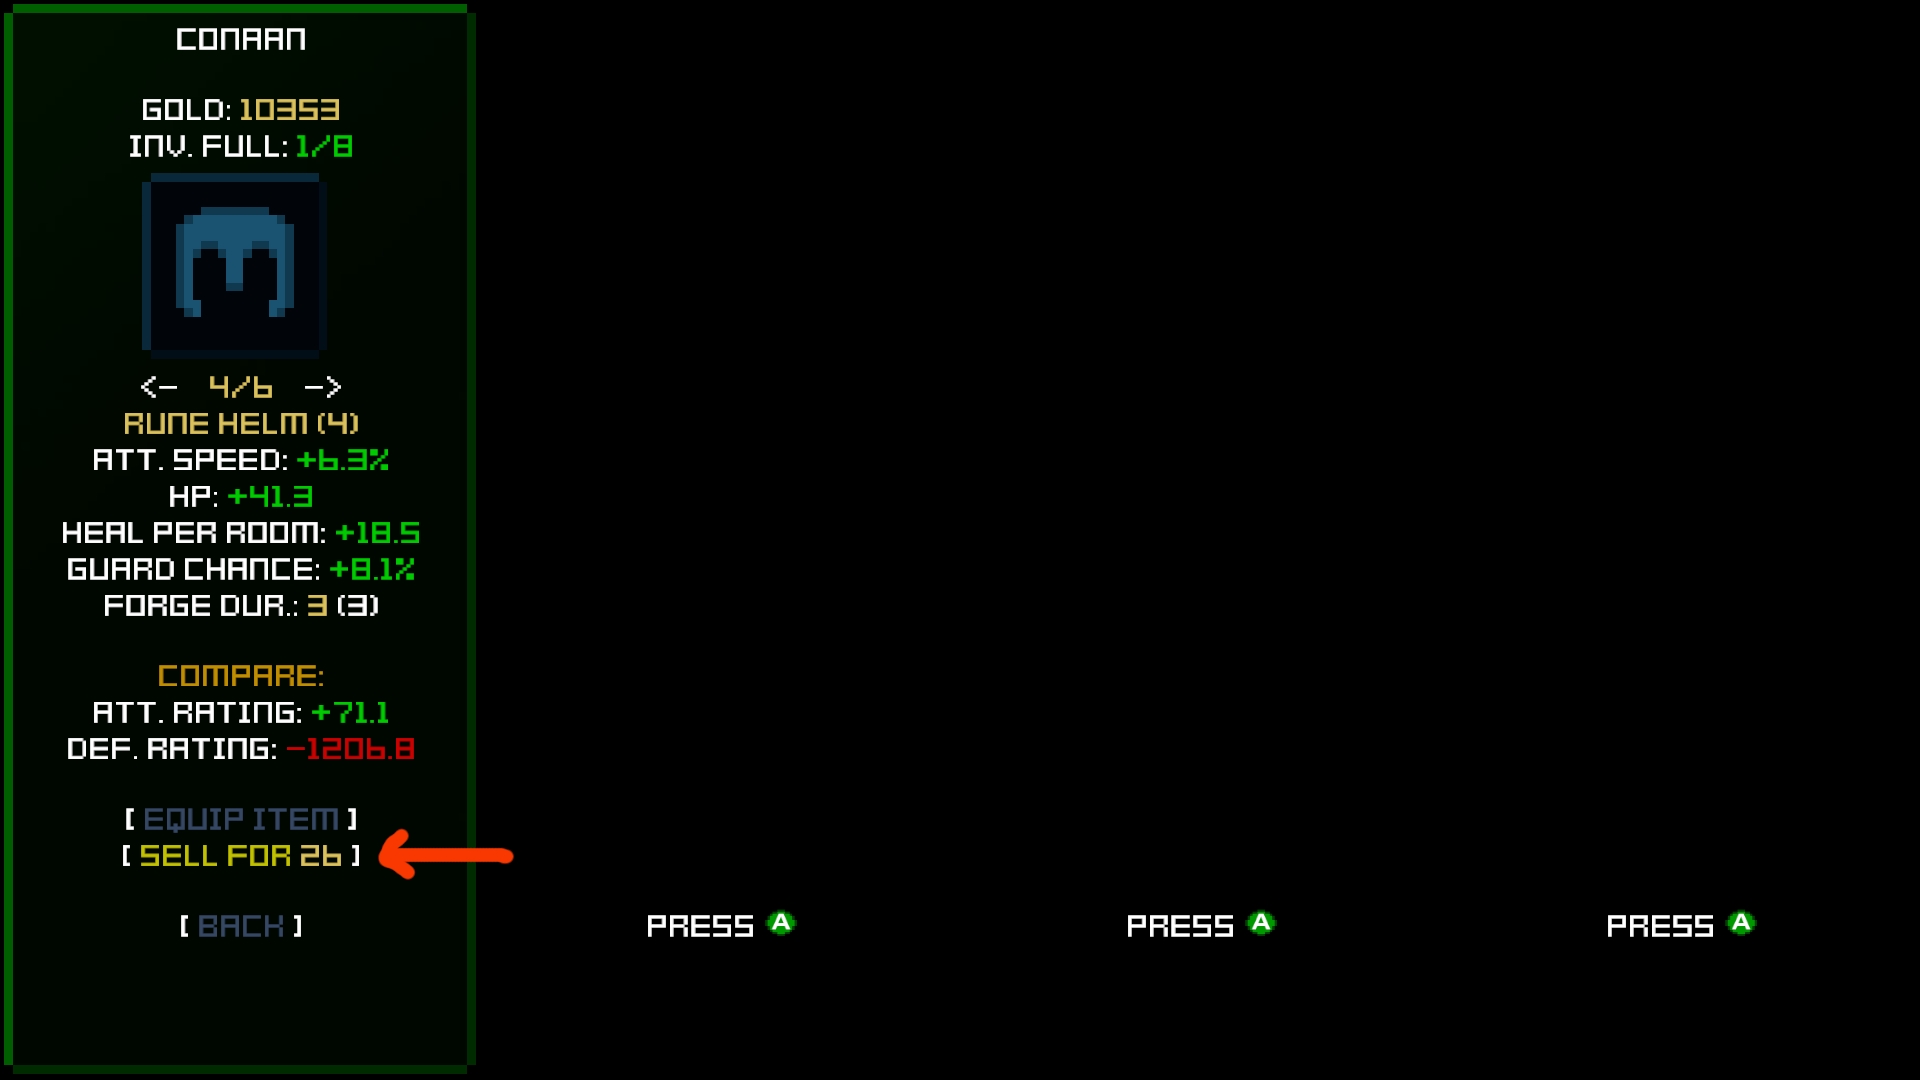 CONAAN
GOLD: 10353
INV. FULL: 1/8
<- 4/6 ->
RUNE HELM (4)
ATT. SPEED: +6.3%
HP: +41.3
HEAL PER ROOM: +18.5
GUARD CHANCE: +8.1%
FORGE DUR.: 3 (3)
COMPARE:
ATT. RATING: +71.1
DEF. RATING: -1206.8
[ EQUIP ITEM ]
[ SELL FOR 26 ]
[ BACK ]
PRESS A
PRESS A
PRESS A